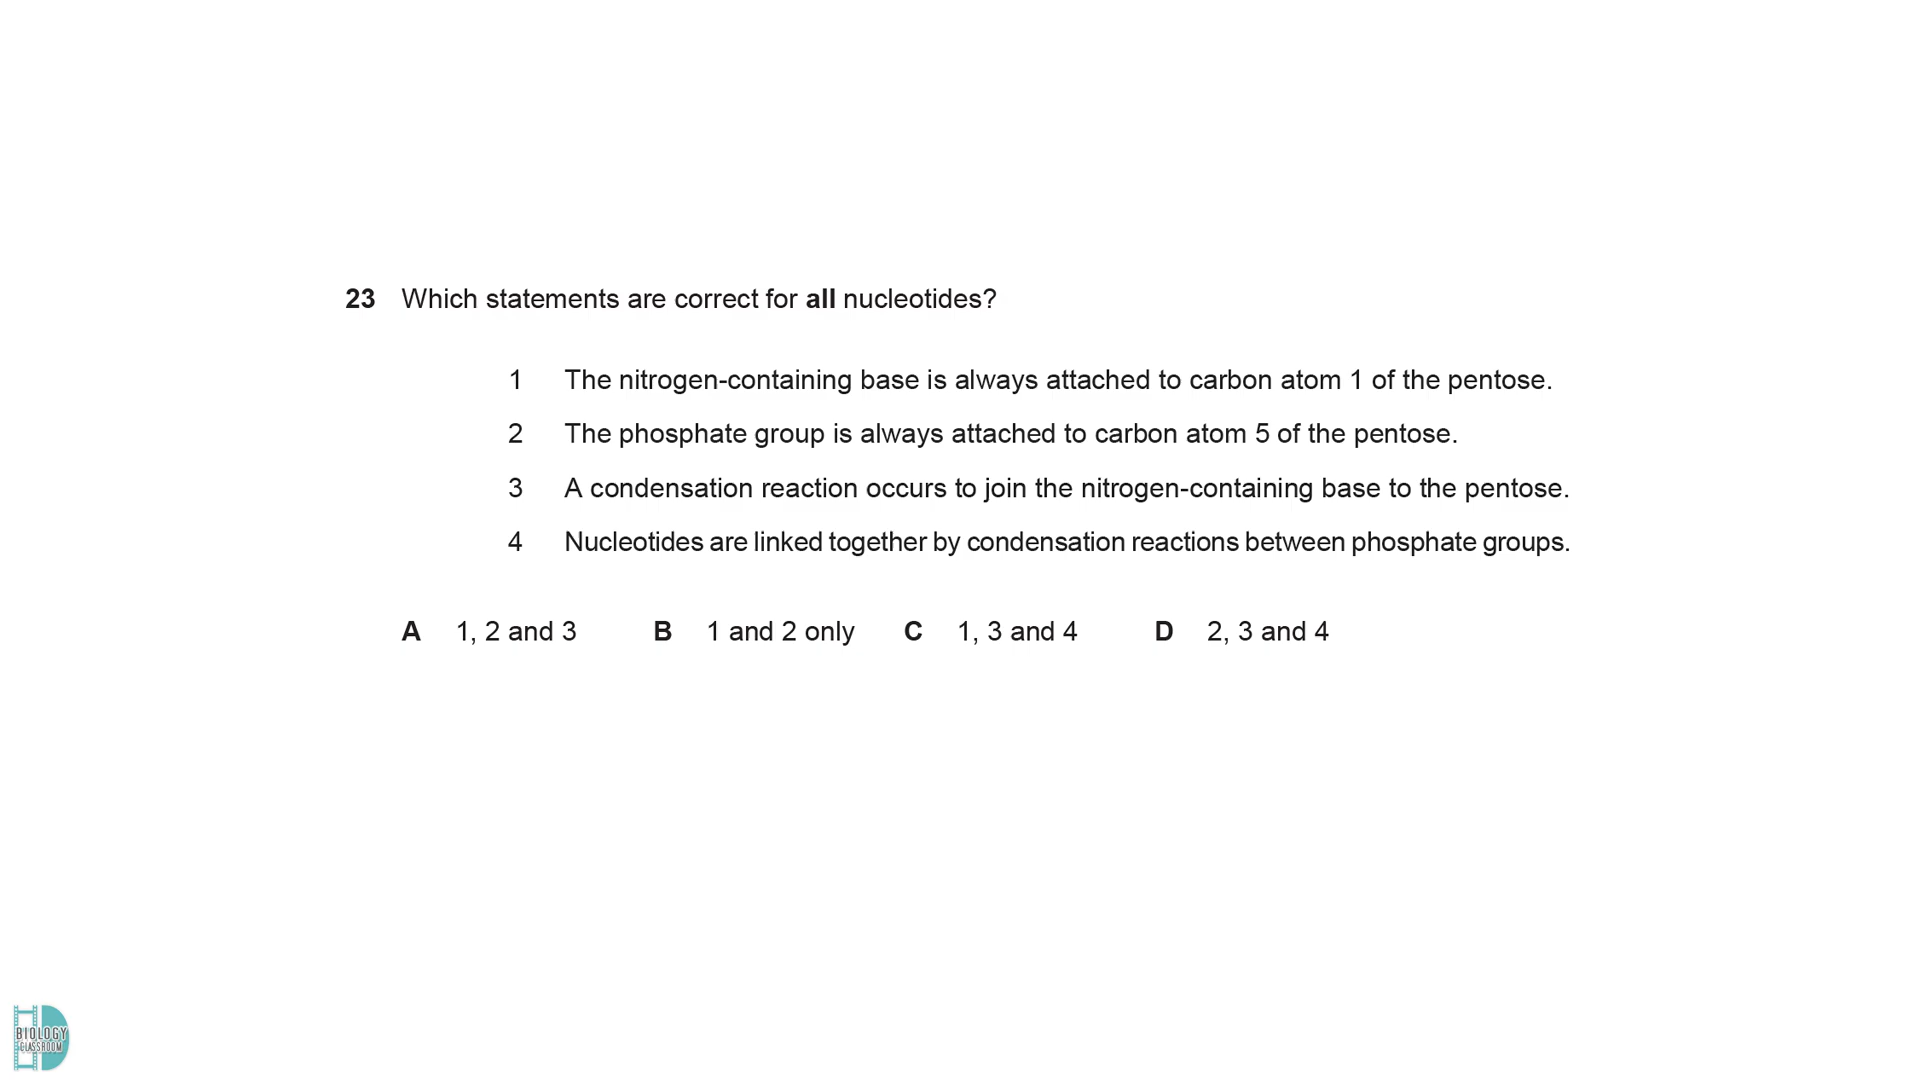 23 Which statements are correct for all nucleotides?
1 The nitrogen-containing base is always attached to carbon atom 1 of the pentose.
2 The phosphate group is always attached to carbon atom 5 of the pentose.
3 A condensation reaction occurs to join the nitrogen-containing base to the pentose.
4 Nucleotides are linked together by condensation reactions between phosphate groups.
A 1, 2 and 3 B 1 and 2 only C 1, 3 and 4 D 2, 3 and 4
BIOLOGY
CLASSROOM